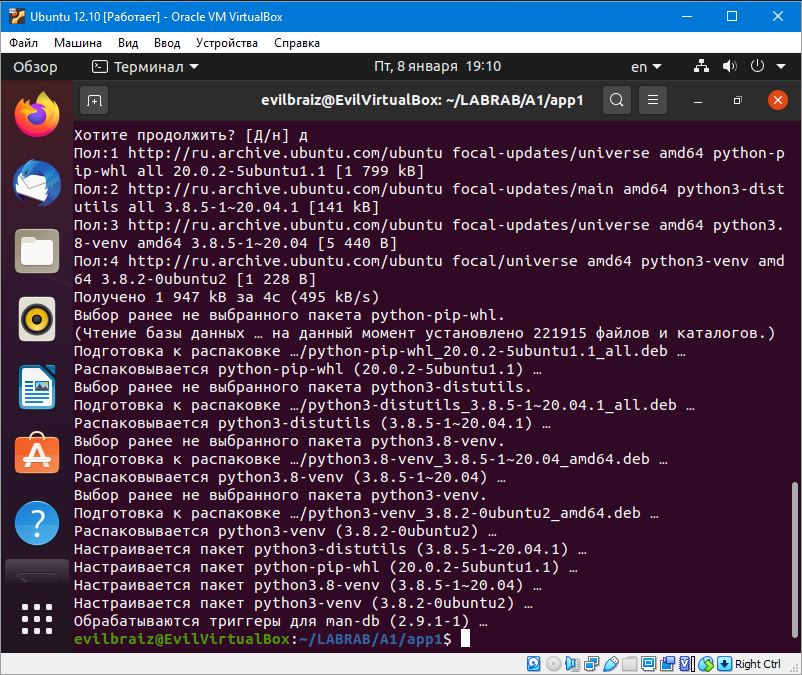 Ubuntu 12.10 [Работает] - Oracle VM VirtualBox
Файл Машина Вид Ввод Устройства Справка
Обзор Терминал Пт, 8 января 19:10 en
evilbraiz@EvilVirtualBox: ~/LABRAB/A1/app1
Хотите продолжить? [Д/н] д
Пол:1 http://ru.archive.ubuntu.com/ubuntu focal-updates/universe amd64 python-p
ip-whl all 20.0.2-5ubuntu1.1 [1 799 kB]
Пол:2 http://ru.archive.ubuntu.com/ubuntu focal-updates/main amd64 python3-dist
utils all 3.8.5-1~20.04.1 [141 kB]
Пол:3 http://ru.archive.ubuntu.com/ubuntu focal-updates/universe amd64 python3.
8-venv amd64 3.8.5-1~20.04 [5 440 B]
Пол:4 http://ru.archive.ubuntu.com/ubuntu focal/universe amd64 python3-venv amd
64 3.8.2-0ubuntu2 [1 228 B]
Получено 1 947 kB за 4с (495 kB/s)
Выбор ранее не выбранного пакета python-pip-whl.
(Чтение базы данных … на данный момент установлено 221915 файлов и каталогов.)
Подготовка к распаковке …/python-pip-whl_20.0.2-5ubuntu1.1_all.deb …
Распаковывается python-pip-whl (20.0.2-5ubuntu1.1) …
Выбор ранее не выбранного пакета python3-distutils.
Подготовка к распаковке …/python3-distutils_3.8.5-1~20.04.1_all.deb …
Распаковывается python3-distutils (3.8.5-1~20.04.1) …
Выбор ранее не выбранного пакета python3.8-venv.
Подготовка к распаковке …/python3.8-venv_3.8.5-1~20.04_amd64.deb …
Распаковывается python3.8-venv (3.8.5-1~20.04) …
Выбор ранее не выбранного пакета python3-venv.
Подготовка к распаковке …/python3-venv_3.8.2-0ubuntu2_amd64.deb …
Распаковывается python3-venv (3.8.2-0ubuntu2) …
Настраивается пакет python3-distutils (3.8.5-1~20.04.1) …
Настраивается пакет python-pip-whl (20.0.2-5ubuntu1.1) …
Настраивается пакет python3.8-venv (3.8.5-1~20.04) …
Настраивается пакет python3-venv (3.8.2-0ubuntu2) …
Обрабатываются триггеры для man-db (2.9.1-1) …
evilbraiz@EvilVirtualBox:~/LABRAB/A1/app1$
Right Ctrl